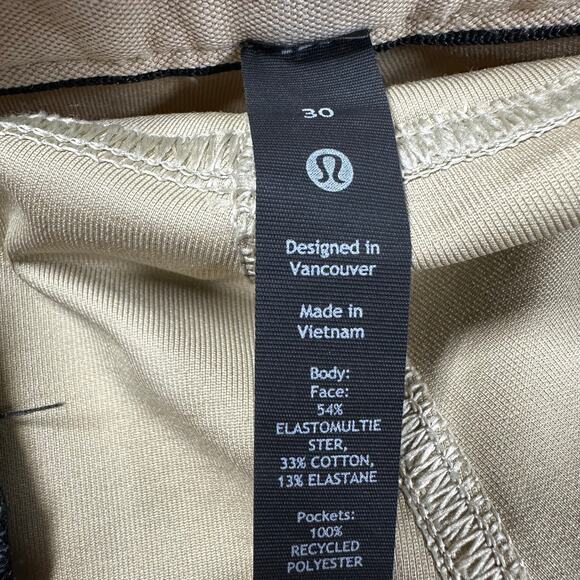 30
Designed in
Vancouver
Made in
Vietnam
Body:
Face:
54%
ELASTOMULTIE
STER,
33% COTTON,
13% ELASTANE
Pockets:
100%
RECYCLED
POLYESTER